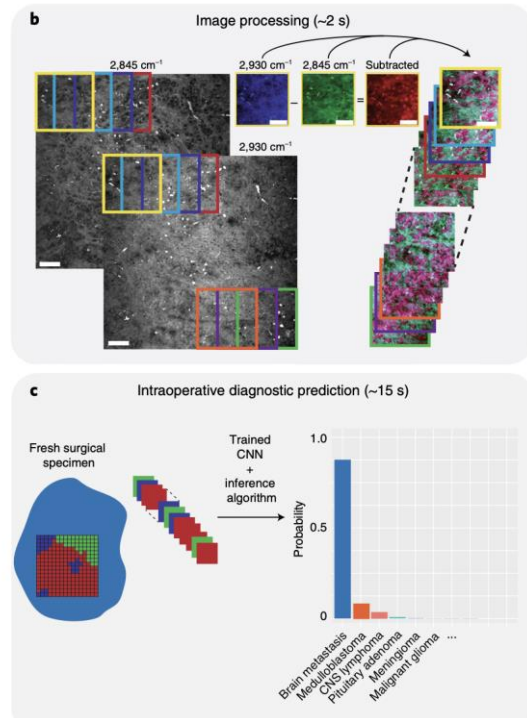 b
Image processing (~2 s)
2,845 cm⁻¹
2,930 cm⁻¹
2,930 cm⁻¹
2,845 cm⁻¹
Subtracted
–
=
c
Intraoperative diagnostic prediction (~15 s)
Fresh surgical
specimen
Trained
CNN
+
inference
algorithm
Probability
1.0
0.5
0
Brain metastasis
Medulloblastoma
CNS lymphoma
Pituitary adenoma
Meningioma
Malignant glioma
...